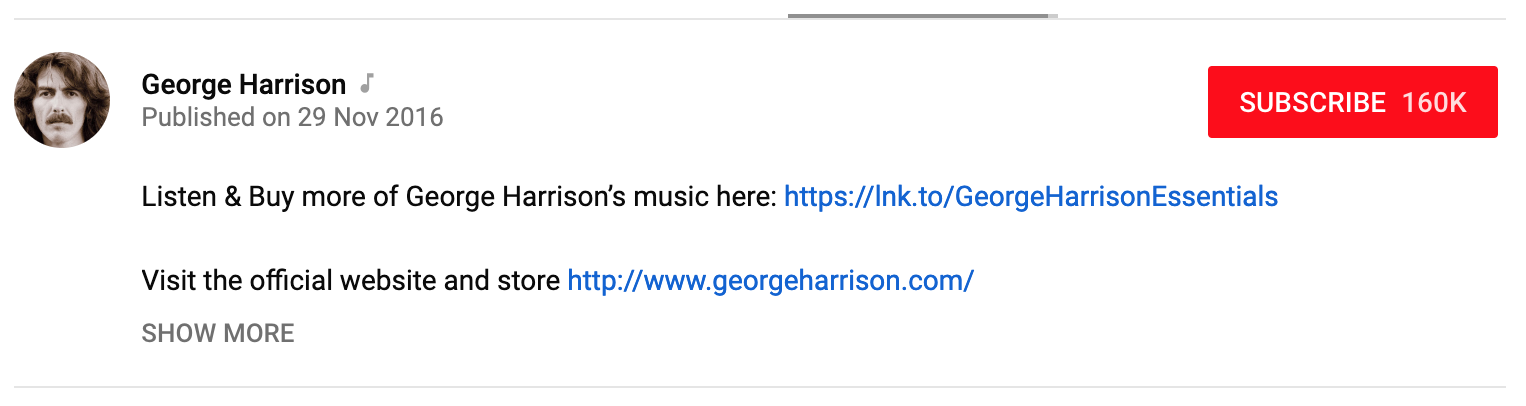 George Harrison
Published on 29 Nov 2016
SUBSCRIBE 160K
Listen & Buy more of George Harrison’s music here: https://lnk.to/GeorgeHarrisonEssentials
Visit the official website and store http://www.georgeharrison.com/
SHOW MORE